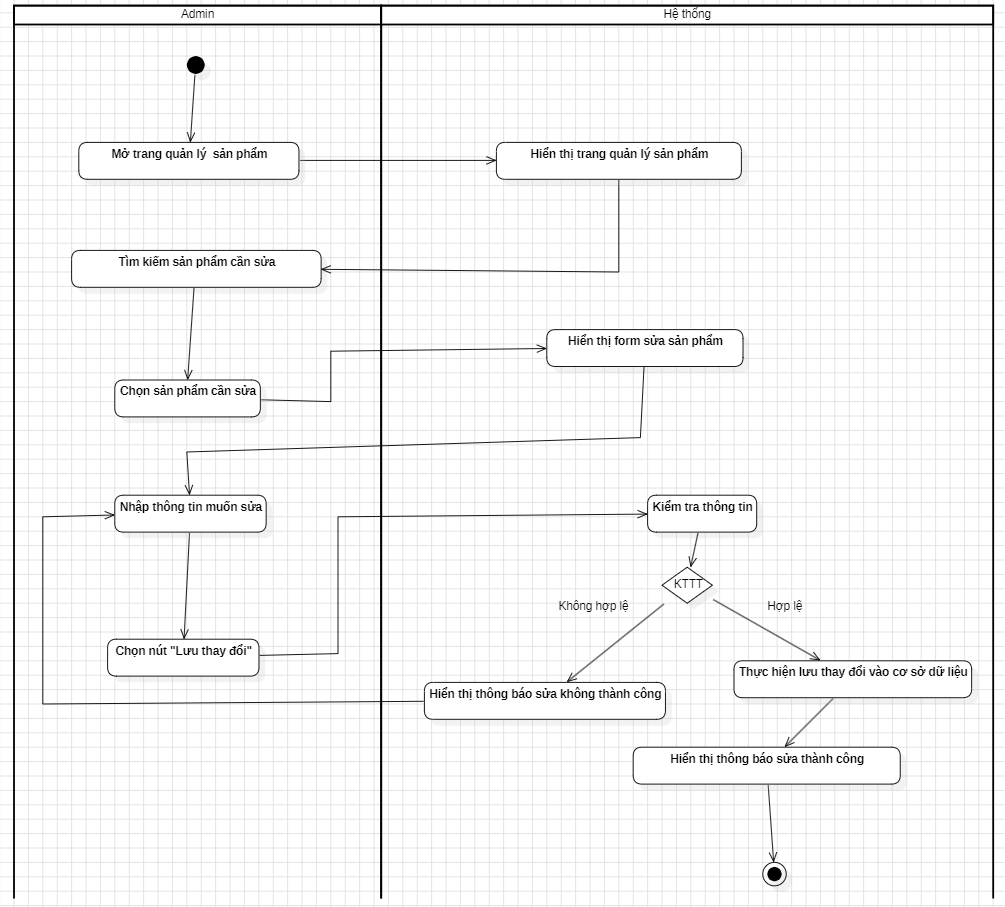 Admin
Hệ thống
Mở trang quản lý  sản phẩm
Hiển thị trang quản lý sản phẩm
Tìm kiếm sản phẩm cần sửa
Hiển thị form sửa sản phẩm
Chọn sản phẩm cần sửa
Nhập thông tin muốn sửa
Kiểm tra thông tin
KTTT
Không hợp lệ
Hợp lệ
Chọn nút "Lưu thay đổi"
Thực hiện lưu thay đổi vào cơ sở dữ liệu
Hiển thị thông báo sửa không thành công
Hiển thị thông báo sửa thành công